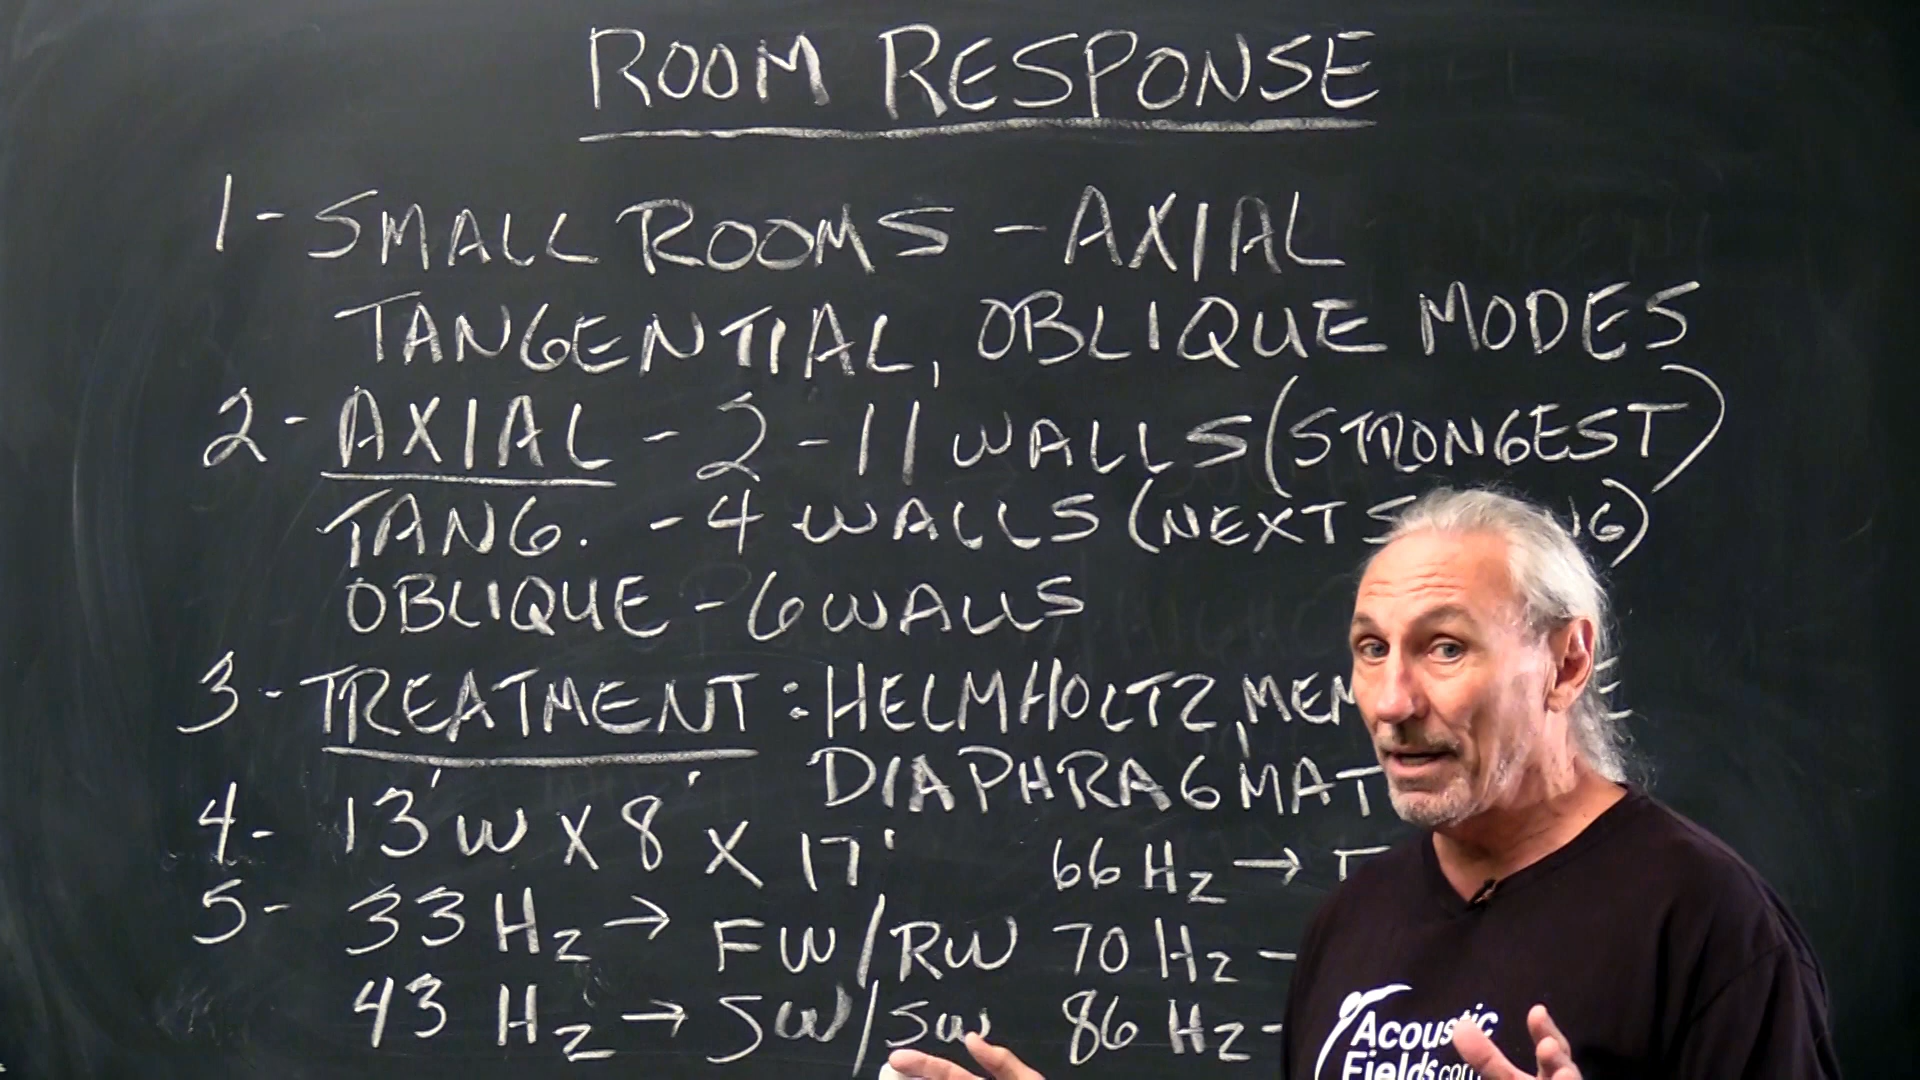 ROOM RESPONSE
1 - SMALL ROOMS - AXIAL
TANGENTIAL, OBLIQUE MODES
2 - AXIAL - 2 - 11 WALLS (STRONGEST)
TANG. - 4 WALLS (NEXT
OBLIQUE - 6 WALLS
3 - TREATMENT : HELMHOLTZ,
4 - 13' W X 8' X 17'
5 - 33 Hz → FW/RW
43 Hz → SW/SW
66 Hz →
70 Hz -
86 Hz -
Acoustic
Fields.com